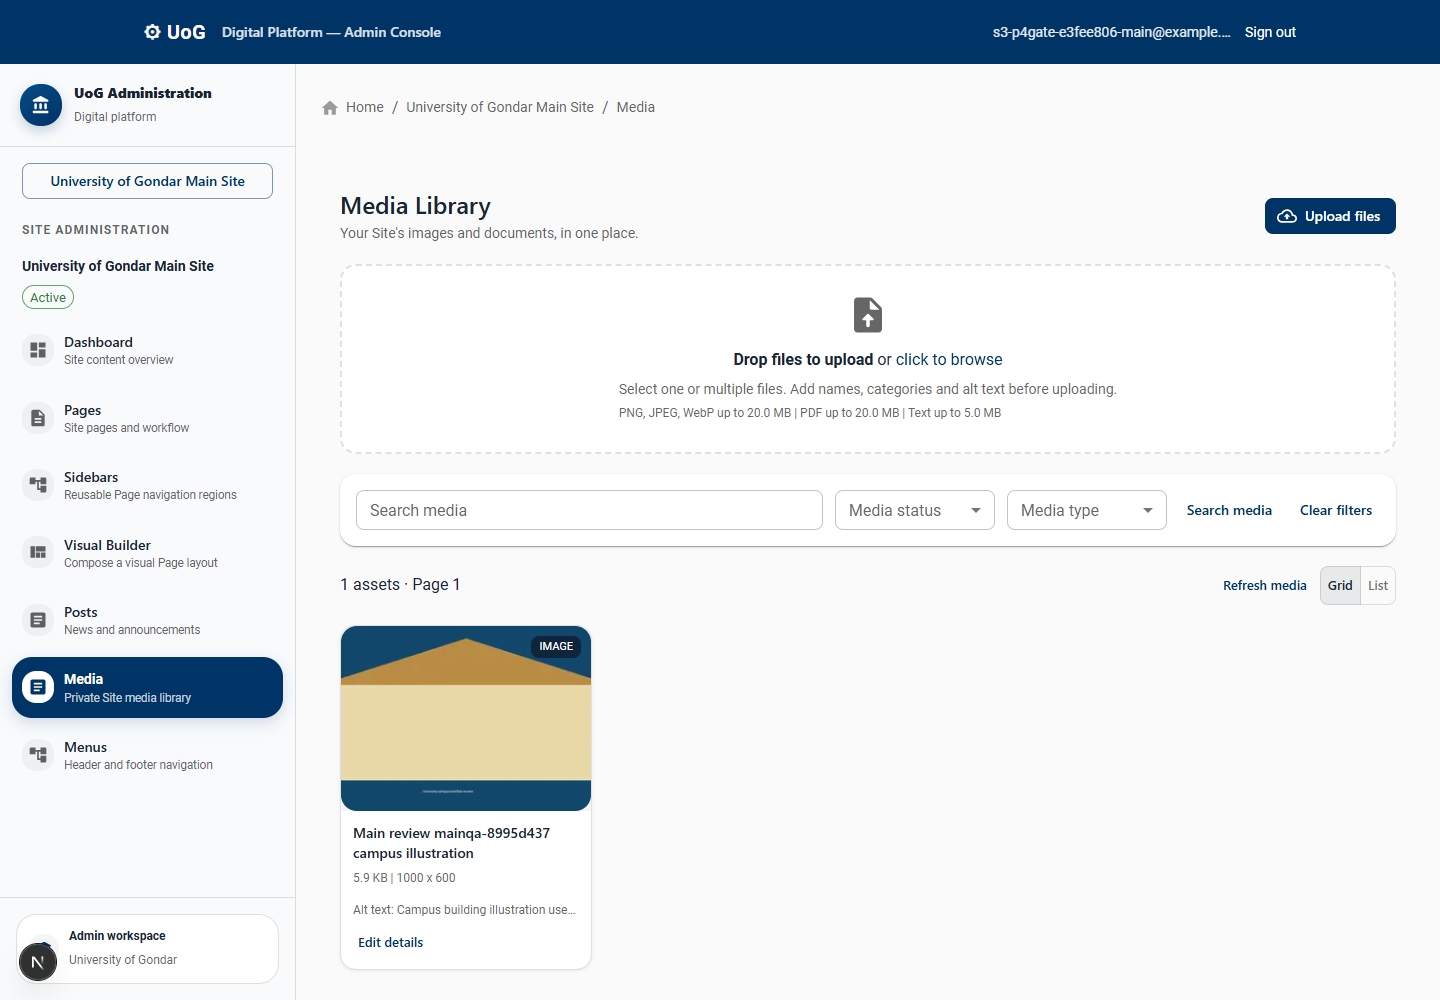 UoG
Digital Platform — Admin Console
s3-p4gate-e3fee806-main@example....
Sign out
UoG Administration
Digital platform
University of Gondar Main Site
SITE ADMINISTRATION
University of Gondar Main Site
Active
Dashboard
Site content overview
Pages
Site pages and workflow
Sidebars
Reusable Page navigation regions
Visual Builder
Compose a visual Page layout
Posts
News and announcements
Media
Private Site media library
Menus
Header and footer navigation
Admin workspace
University of Gondar
N
Home / University of Gondar Main Site / Media
Media Library
Your Site's images and documents, in one place.
Upload files
Drop files to upload or click to browse
Select one or multiple files. Add names, categories and alt text before uploading.
PNG, JPEG, WebP up to 20.0 MB | PDF up to 20.0 MB | Text up to 5.0 MB
Search media
Media status
Media type
Search media
Clear filters
1 assets · Page 1
Refresh media
Grid
List
IMAGE
Main review mainqa-8995d437
campus illustration
5.9 KB | 1000 x 600
Alt text: Campus building illustration use...
Edit details